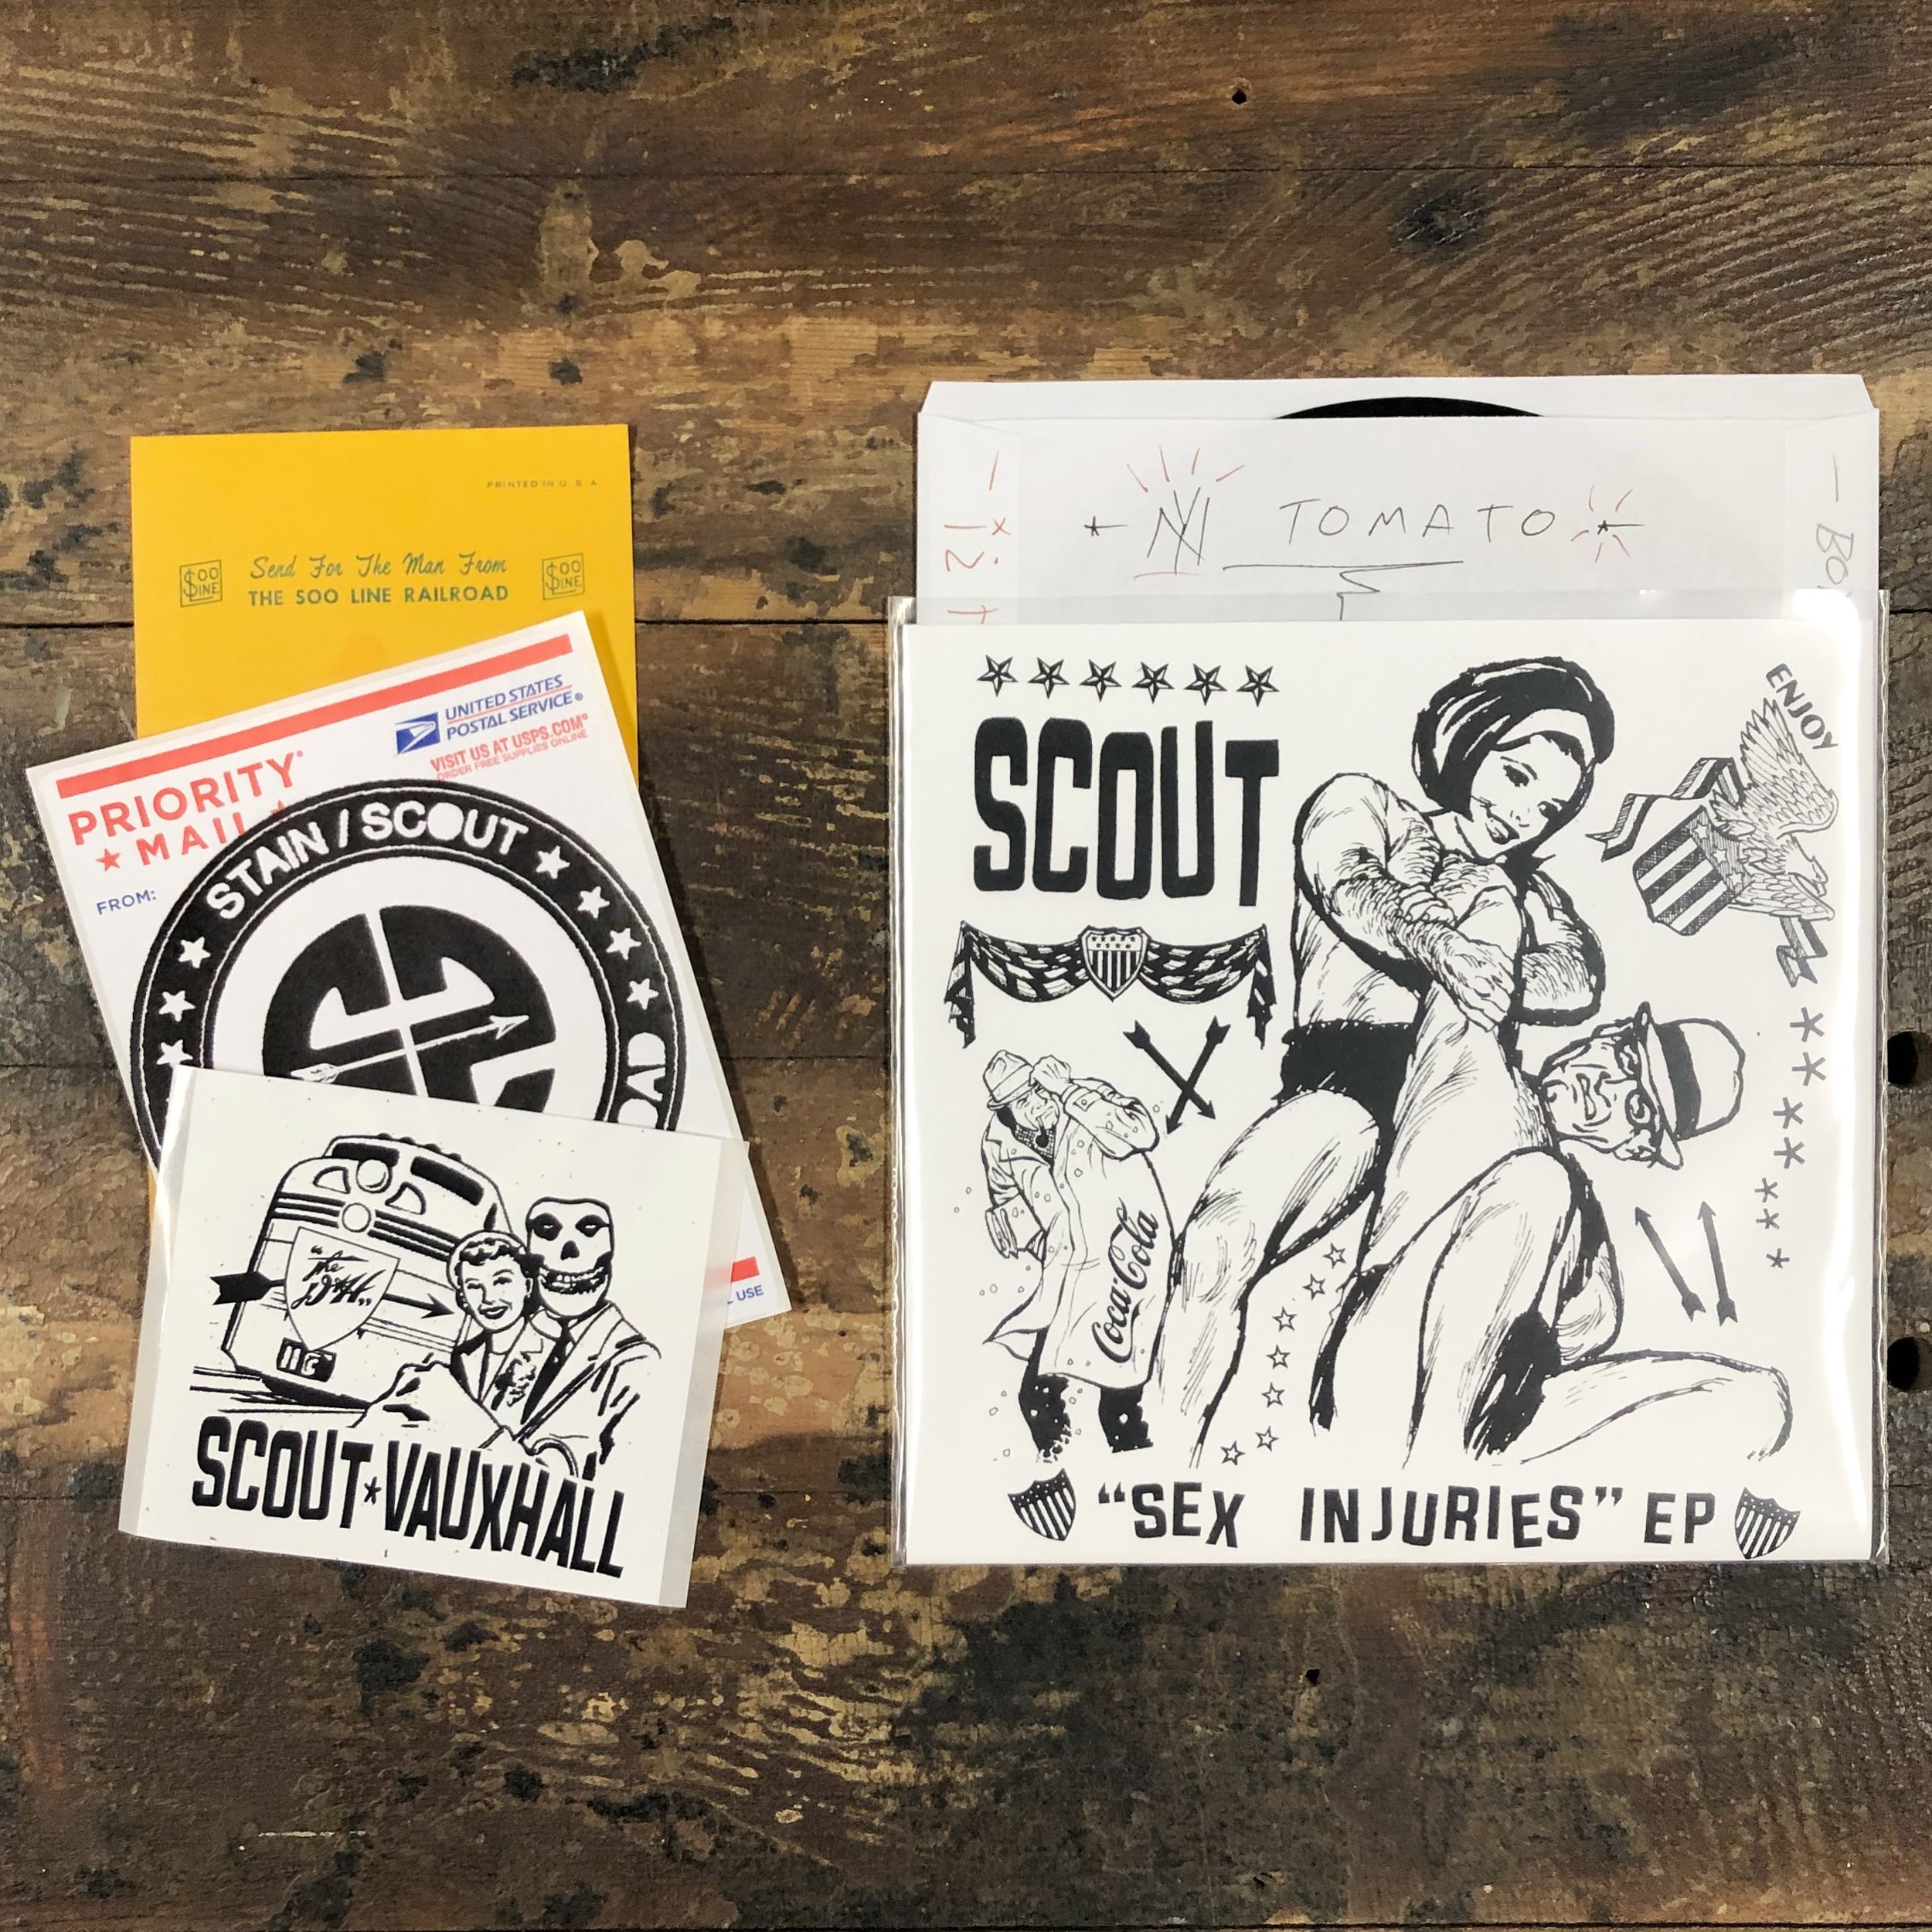 PRINTED IN U. S. A
SOO LINE
Send For The Man From
THE SOO LINE RAILROAD
SOO LINE
UNITED STATES
POSTAL SERVICE®
VISIT US AT USPS.COM®
ORDER FREE SUPPLIES ONLINE
PRIORITY
★ MAIL ★
FROM:
STAIN / SCOUT ★ ★ ★ ★
"The
SCOUT★VAUXHALL
NY TOMATO
SCOUT
ENJOY
Coca-Cola
"SEX INJURIES" EP